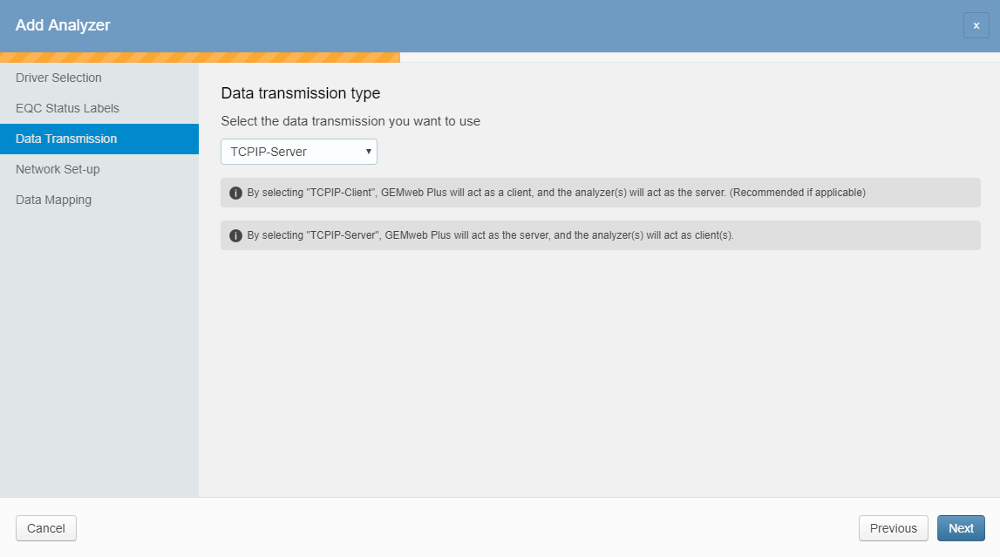 Add Analyzer
x
Driver Selection
EQC Status Labels
Data Transmission
Network Set-up
Data Mapping
Data transmission type
Select the data transmission you want to use
TCPIP-Server
By selecting "TCPIP-Client", GEMweb Plus will act as a client, and the analyzer(s) will act as the server. (Recommended if applicable)
By selecting "TCPIP-Server", GEMweb Plus will act as the server, and the analyzer(s) will act as client(s).
Cancel
Previous
Next